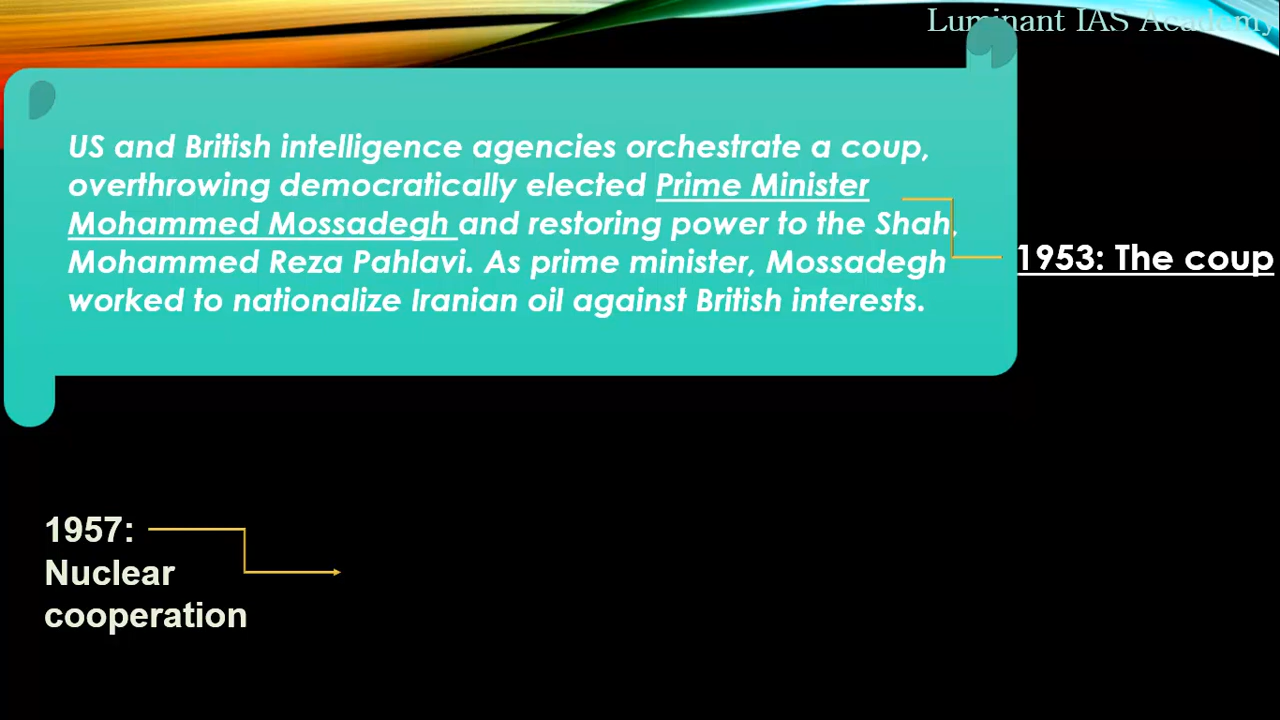 Luminant IAS Academy
US and British intelligence agencies orchestrate a coup,
overthrowing democratically elected Prime Minister
Mohammed Mossadegh and restoring power to the Shah,
Mohammed Reza Pahlavi. As prime minister, Mossadegh
worked to nationalize Iranian oil against British interests.
1953: The coup
1957:
Nuclear
cooperation